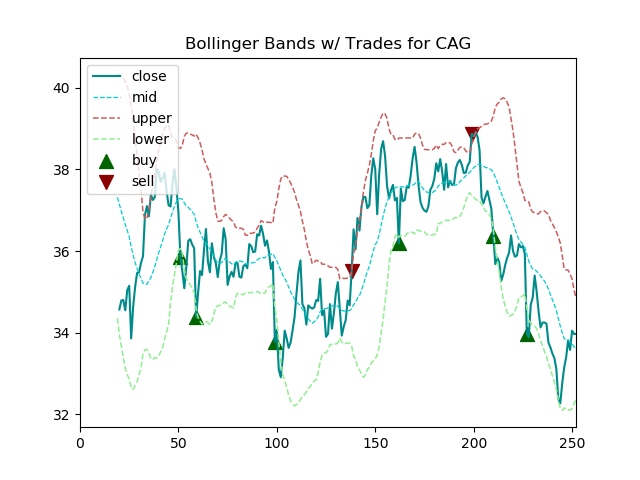 Bollinger Bands w/ Trades for CAG
close
mid
upper
lower
buy
sell
40
38
36
34
32
0 50 100 150 200 250